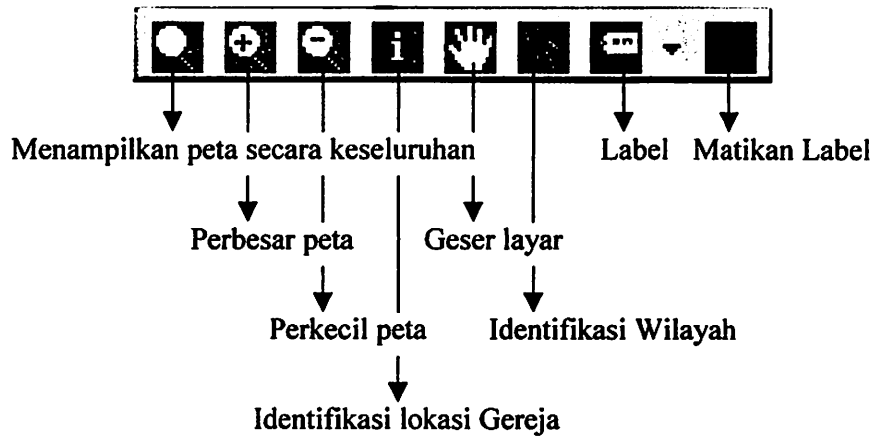 Menampilkan peta secara keseluruhan
Label
Matikan Label
Perbesar peta
Geser layar
Perkecil peta
Identifikasi Wilayah
Identifikasi lokasi Gereja